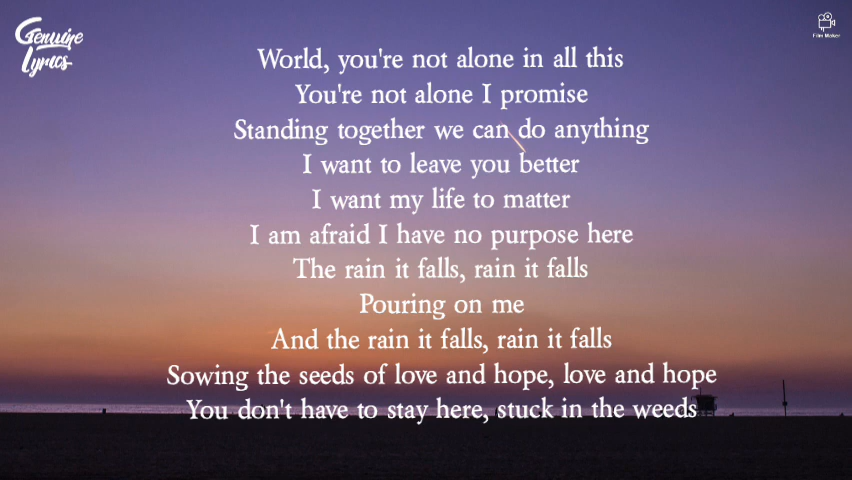 Genuine
Lyrics
Film Maker
World, you're not alone in all this
You're not alone I promise
Standing together we can do anything
I want to leave you better
I want my life to matter
I am afraid I have no purpose here
The rain it falls, rain it falls
Pouring on me
And the rain it falls, rain it falls
Sowing the seeds of love and hope, love and hope
You don't have to stay here, stuck in the weeds